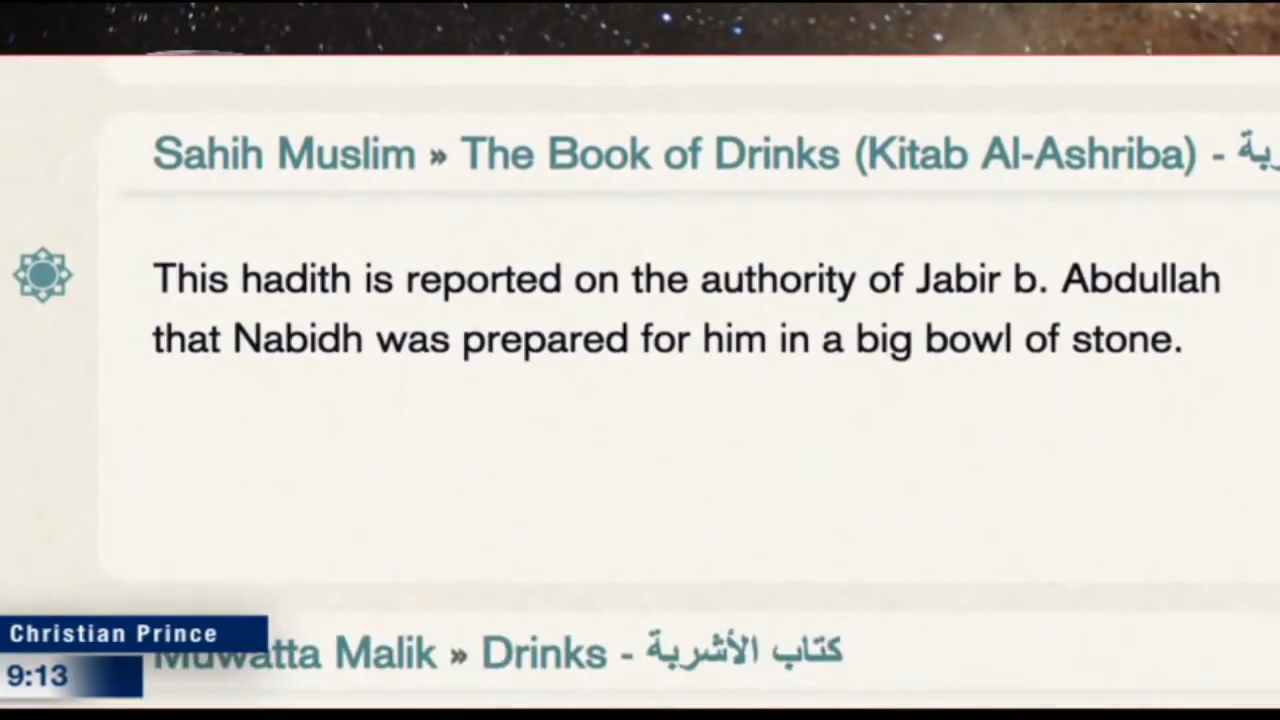 Sahih Muslim » The Book of Drinks (Kitab Al-Ashriba) -
This hadith is reported on the authority of Jabir b. Abdullah
that Nabidh was prepared for him in a big bowl of stone.
Christian Prince
Muwatta Malik » Drinks - كتاب الأشربة
9:13